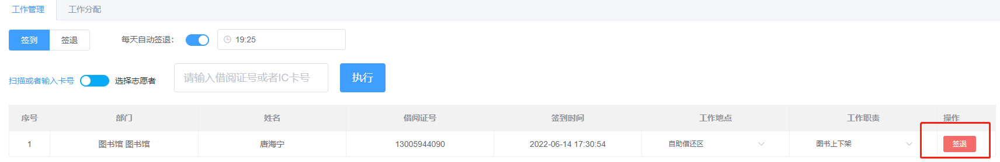 工作管理 工作分配
签到 签退 每天自动签退： 19:25
扫描或者输入卡号 选择志愿者 请输入借阅证号或者IC卡号 执行
序号 部门 姓名 借阅证号 签到时间 工作地点 工作职责 操作
1 图书馆 图书馆 唐海宁 13005944090 2022-06-14 17:30:54 自助借还区 图书上下架 签退